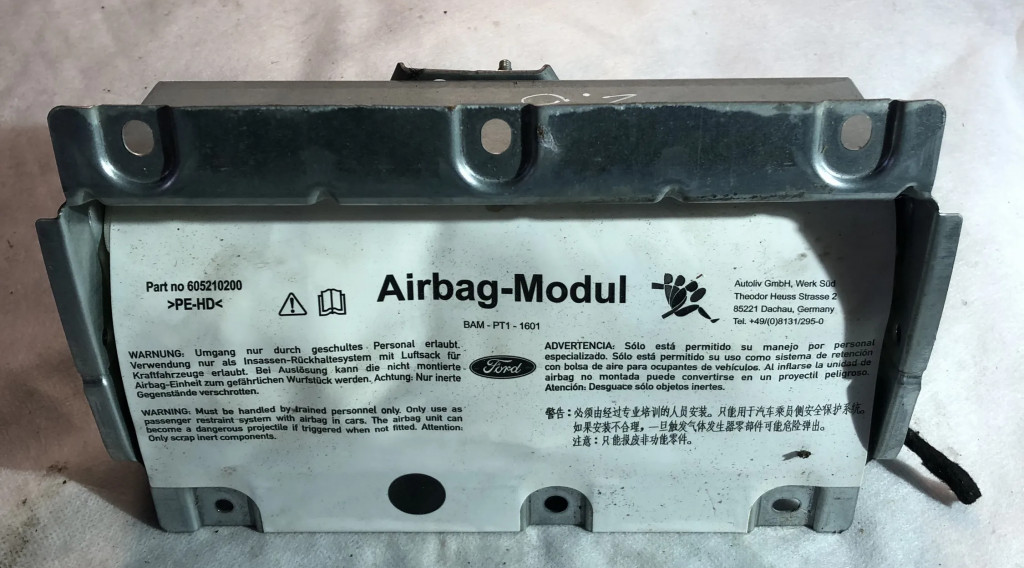 Part no 605210200
>PE-HD<
Airbag-Modul
BAM - PT1 - 1601
Autoliv GmbH, Werk Süd
Theodor Heuss Strasse 2
85221 Dachau, Germany
Tel. +49/(0)8131/295-0
WARNUNG: Umgang nur durch geschultes Personal erlaubt.
Verwendung nur als Insassen-Rückhaltesystem mit Luftsack für
Kraftfahrzeuge erlaubt. Bei Auslösung kann die nicht montierte
Airbag-Einheit zum gefährlichen Wurfstück werden. Achtung: Nur inerte
Gegenstände verschrotten.
WARNING: Must be handled by trained personnel only. Only use as
passenger restraint system with airbag in cars. The airbag unit can
become a dangerous projectile if triggered when not fitted. Attention:
Only scrap inert components.
Ford
ADVERTENCIA: Sólo está permitido su manejo por personal
especializado. Sólo está permitido su uso como sistema de retención
con bolsa de aire para ocupantes de vehículos. Al inflarse la unidad de
airbag no montada puede convertirse en un proyectil peligroso.
Atención: Desguace sólo objetos inertes.
警告：必须由经过专业培训的人员安装。只能用于汽车乘员侧安全保护系统。
如果安装不合理，一旦触发气体发生器零部件可能危险弹出。
注意：只能报废非功能零件。